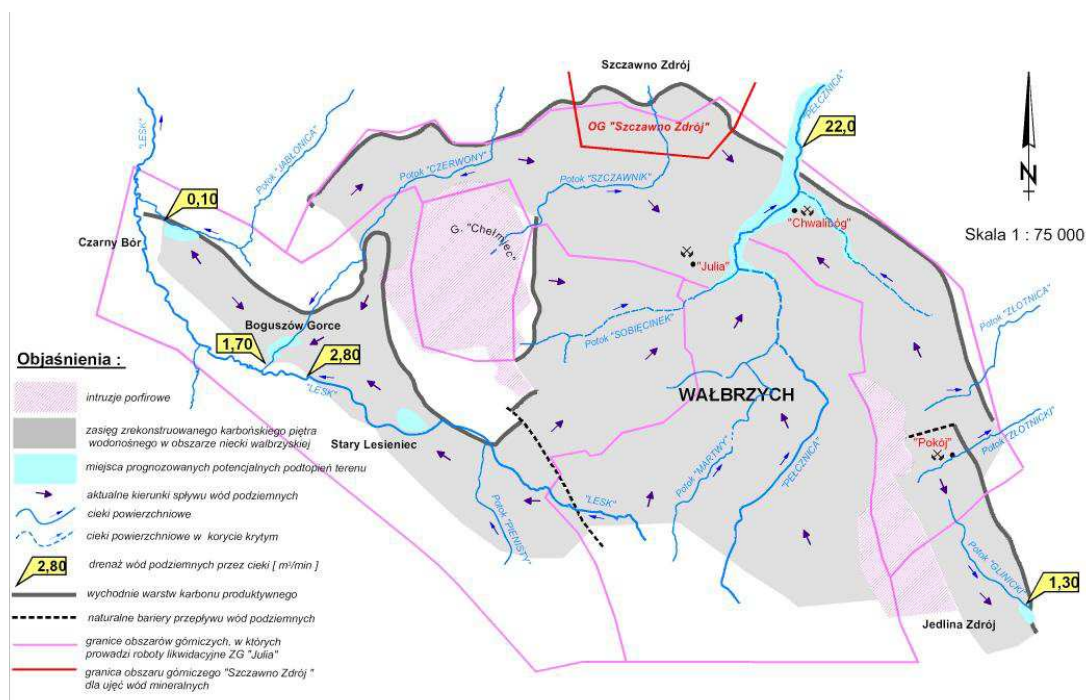 Szczawno Zdrój
OG "Szczawno Zdrój"
"PEŁCZNICA"
22,0
"LESK"
Potok "JABŁONICA"
Potok "CZERWONY"
Potok "SZCZAWNIK"
N
Skala 1 : 75 000
0,10
Czarny Bór
G. "Chełmiec"
"Chwalibóg"
"Julia"
Potok "ZŁOTNICA"
Boguszów Gorce
Potok "SOBIĘCINEK"
1,70
2,80
"LESK"
WAŁBRZYCH
Stary Lesieniec
Potok "MARTWY"
"PEŁCZNICA"
"Pokój"
Potok "ZŁOTNICKI"
"LESK"
Potok "PIENISTY"
Potok "GLINICKI"
1,30
Jedlina Zdrój
Objaśnienia :
intruzje porfirowe
zasięg zrekonstruowanego karbońskiego piętra
wodonośnego w obszarze niecki wałbrzyskiej
miejsca prognozowanych potencjalnych podtopień terenu
aktualne kierunki spływu wód podziemnych
cieki powierzchniowe
cieki powierzchniowe w korycie krytym
2,80
drenaż wód podziemnych przez cieki [ m³/min ]
wychodnie warstw karbonu produktywnego
naturalne bariery przepływu wód podziemnych
granice obszarów górniczych, w których
prowadzi roboty likwidacyjne ZG "Julia"
granica obszaru górniczego "Szczawno Zdrój "
dla ujęć wód mineralnych